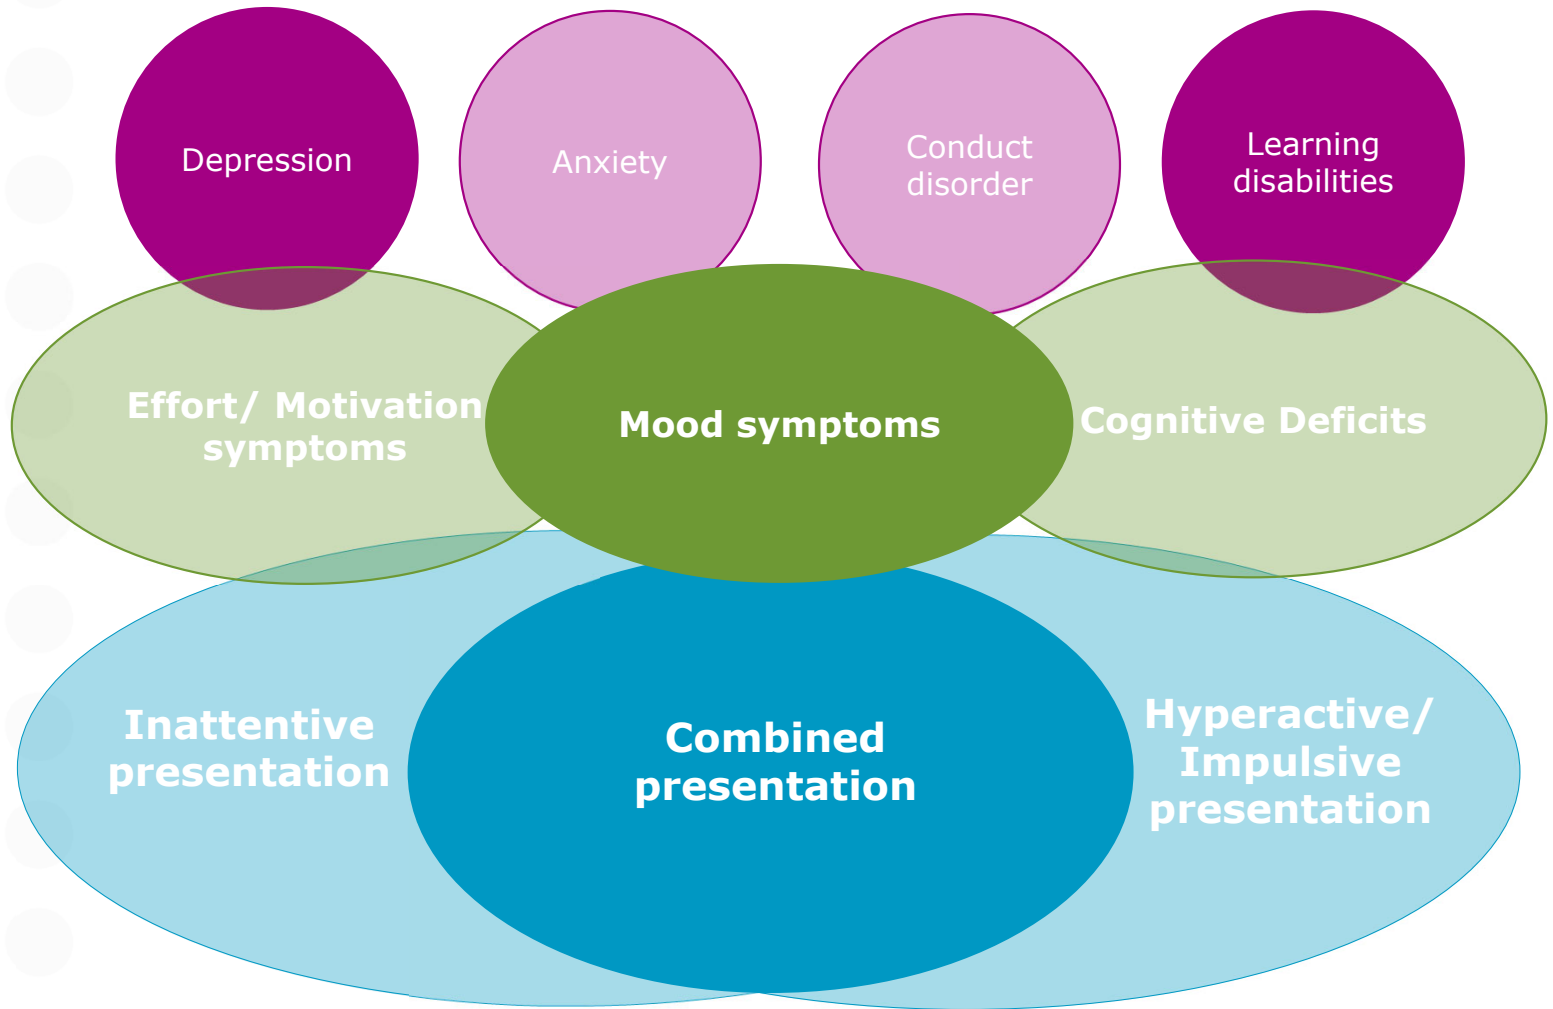 Depression
Anxiety
Conduct
disorder
Learning
disabilities
Effort/ Motivation
symptoms
Mood symptoms
Cognitive Deficits
Inattentive
presentation
Combined
presentation
Hyperactive/
Impulsive
presentation